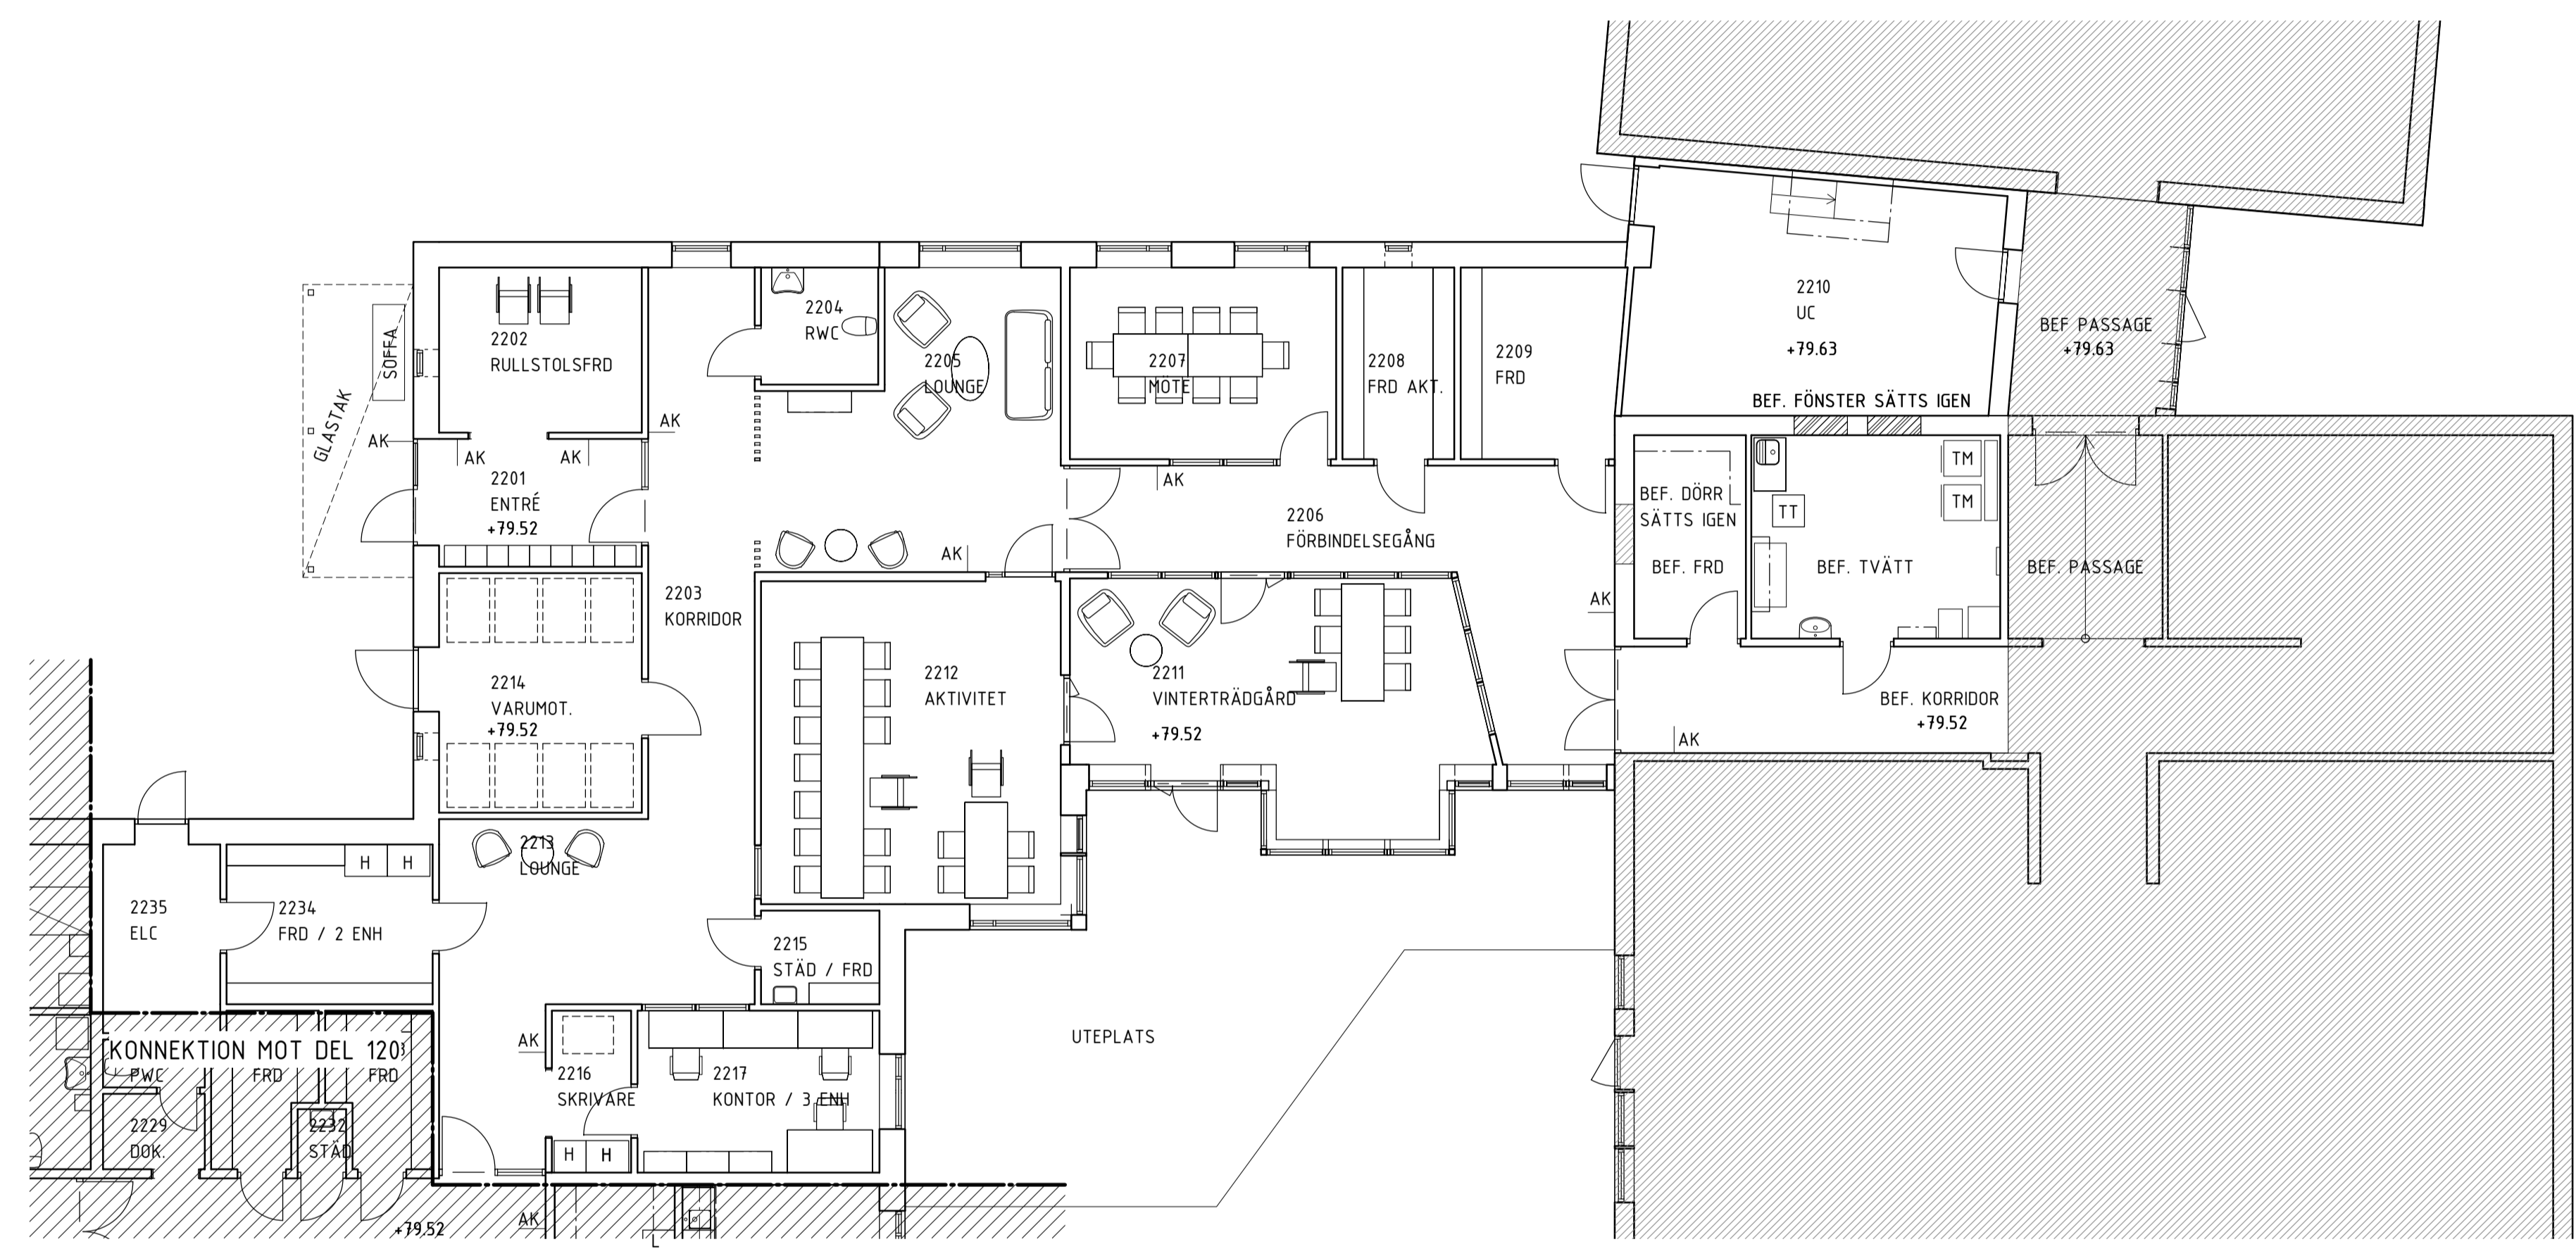 2202
RULLSTOLSFRD
2204
RWC
2205
LOUNGE
2207
MÖTE
2208
FRD AKT.
2209
FRD
2210
UC
+79.63
BEF. FÖNSTER SÄTTS IGEN
BEF PASSAGE
+79.63
SOFFA
GLASTAK
AK
AK
AK
AK
2201
ENTRÉ
+79.52
AK
AK
2206
FÖRBINDELSEGÅNG
BEF. DÖRR
SÄTTS IGEN
BEF. FRD
TM
TM
TT
BEF. TVÄTT
BEF. PASSAGE
2203
KORRIDOR
AK
2214
VARUMOT.
+79.52
2212
AKTIVITET
2211
VINTERTRÄDGÅRD
+79.52
BEF. KORRIDOR
+79.52
AK
2213
LOUNGE
H
H
2235
ELC
2234
FRD / 2 ENH
2215
STÄD / FRD
UTEPLATS
AK
KONNEKTION MOT DEL 120
PWC
FRD
FRD
2216
SKRIVARE
2217
KONTOR / 3 ENH
2229
DOK.
2232
STÄD
H
H
+79.52
AK
L